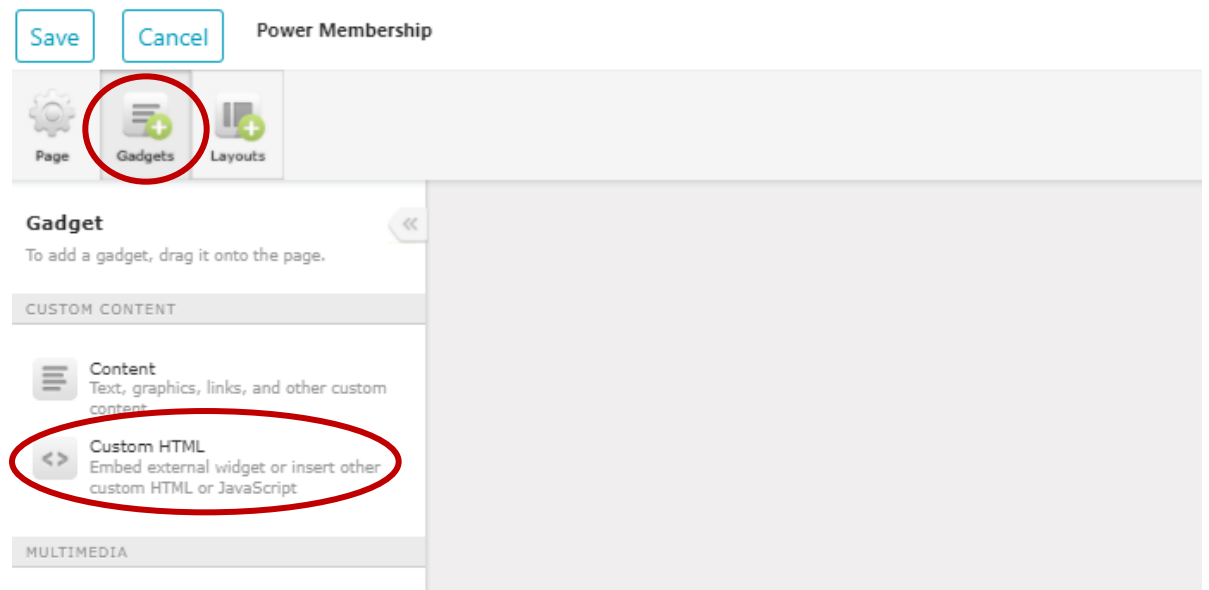 Save Cancel Power Membership
Page Gadgets Layouts
Gadget
To add a gadget, drag it onto the page.
CUSTOM CONTENT
Content
Text, graphics, links, and other custom
content
Custom HTML
Embed external widget or insert other
custom HTML or JavaScript
MULTIMEDIA